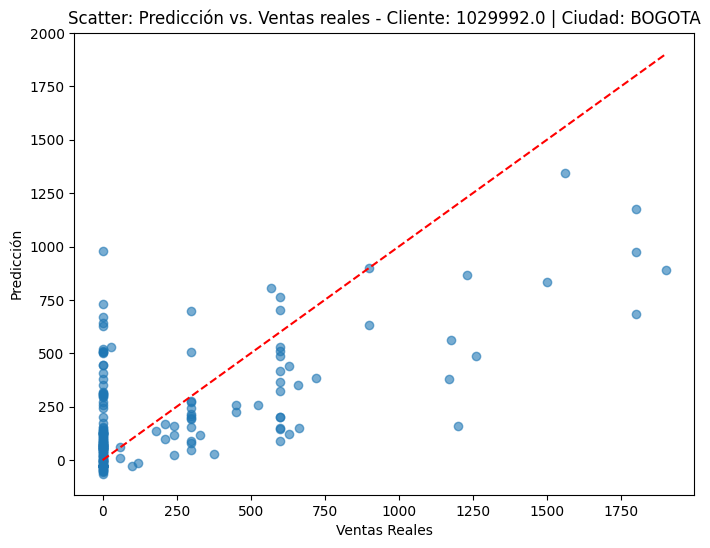 Scatter: Predicción vs. Ventas reales - Cliente: 1029992.0 | Ciudad: BOGOTA
2000
1750
1500
1250
1000
750
500
250
0
Predicción
0 250 500 750 1000 1250 1500 1750
Ventas Reales